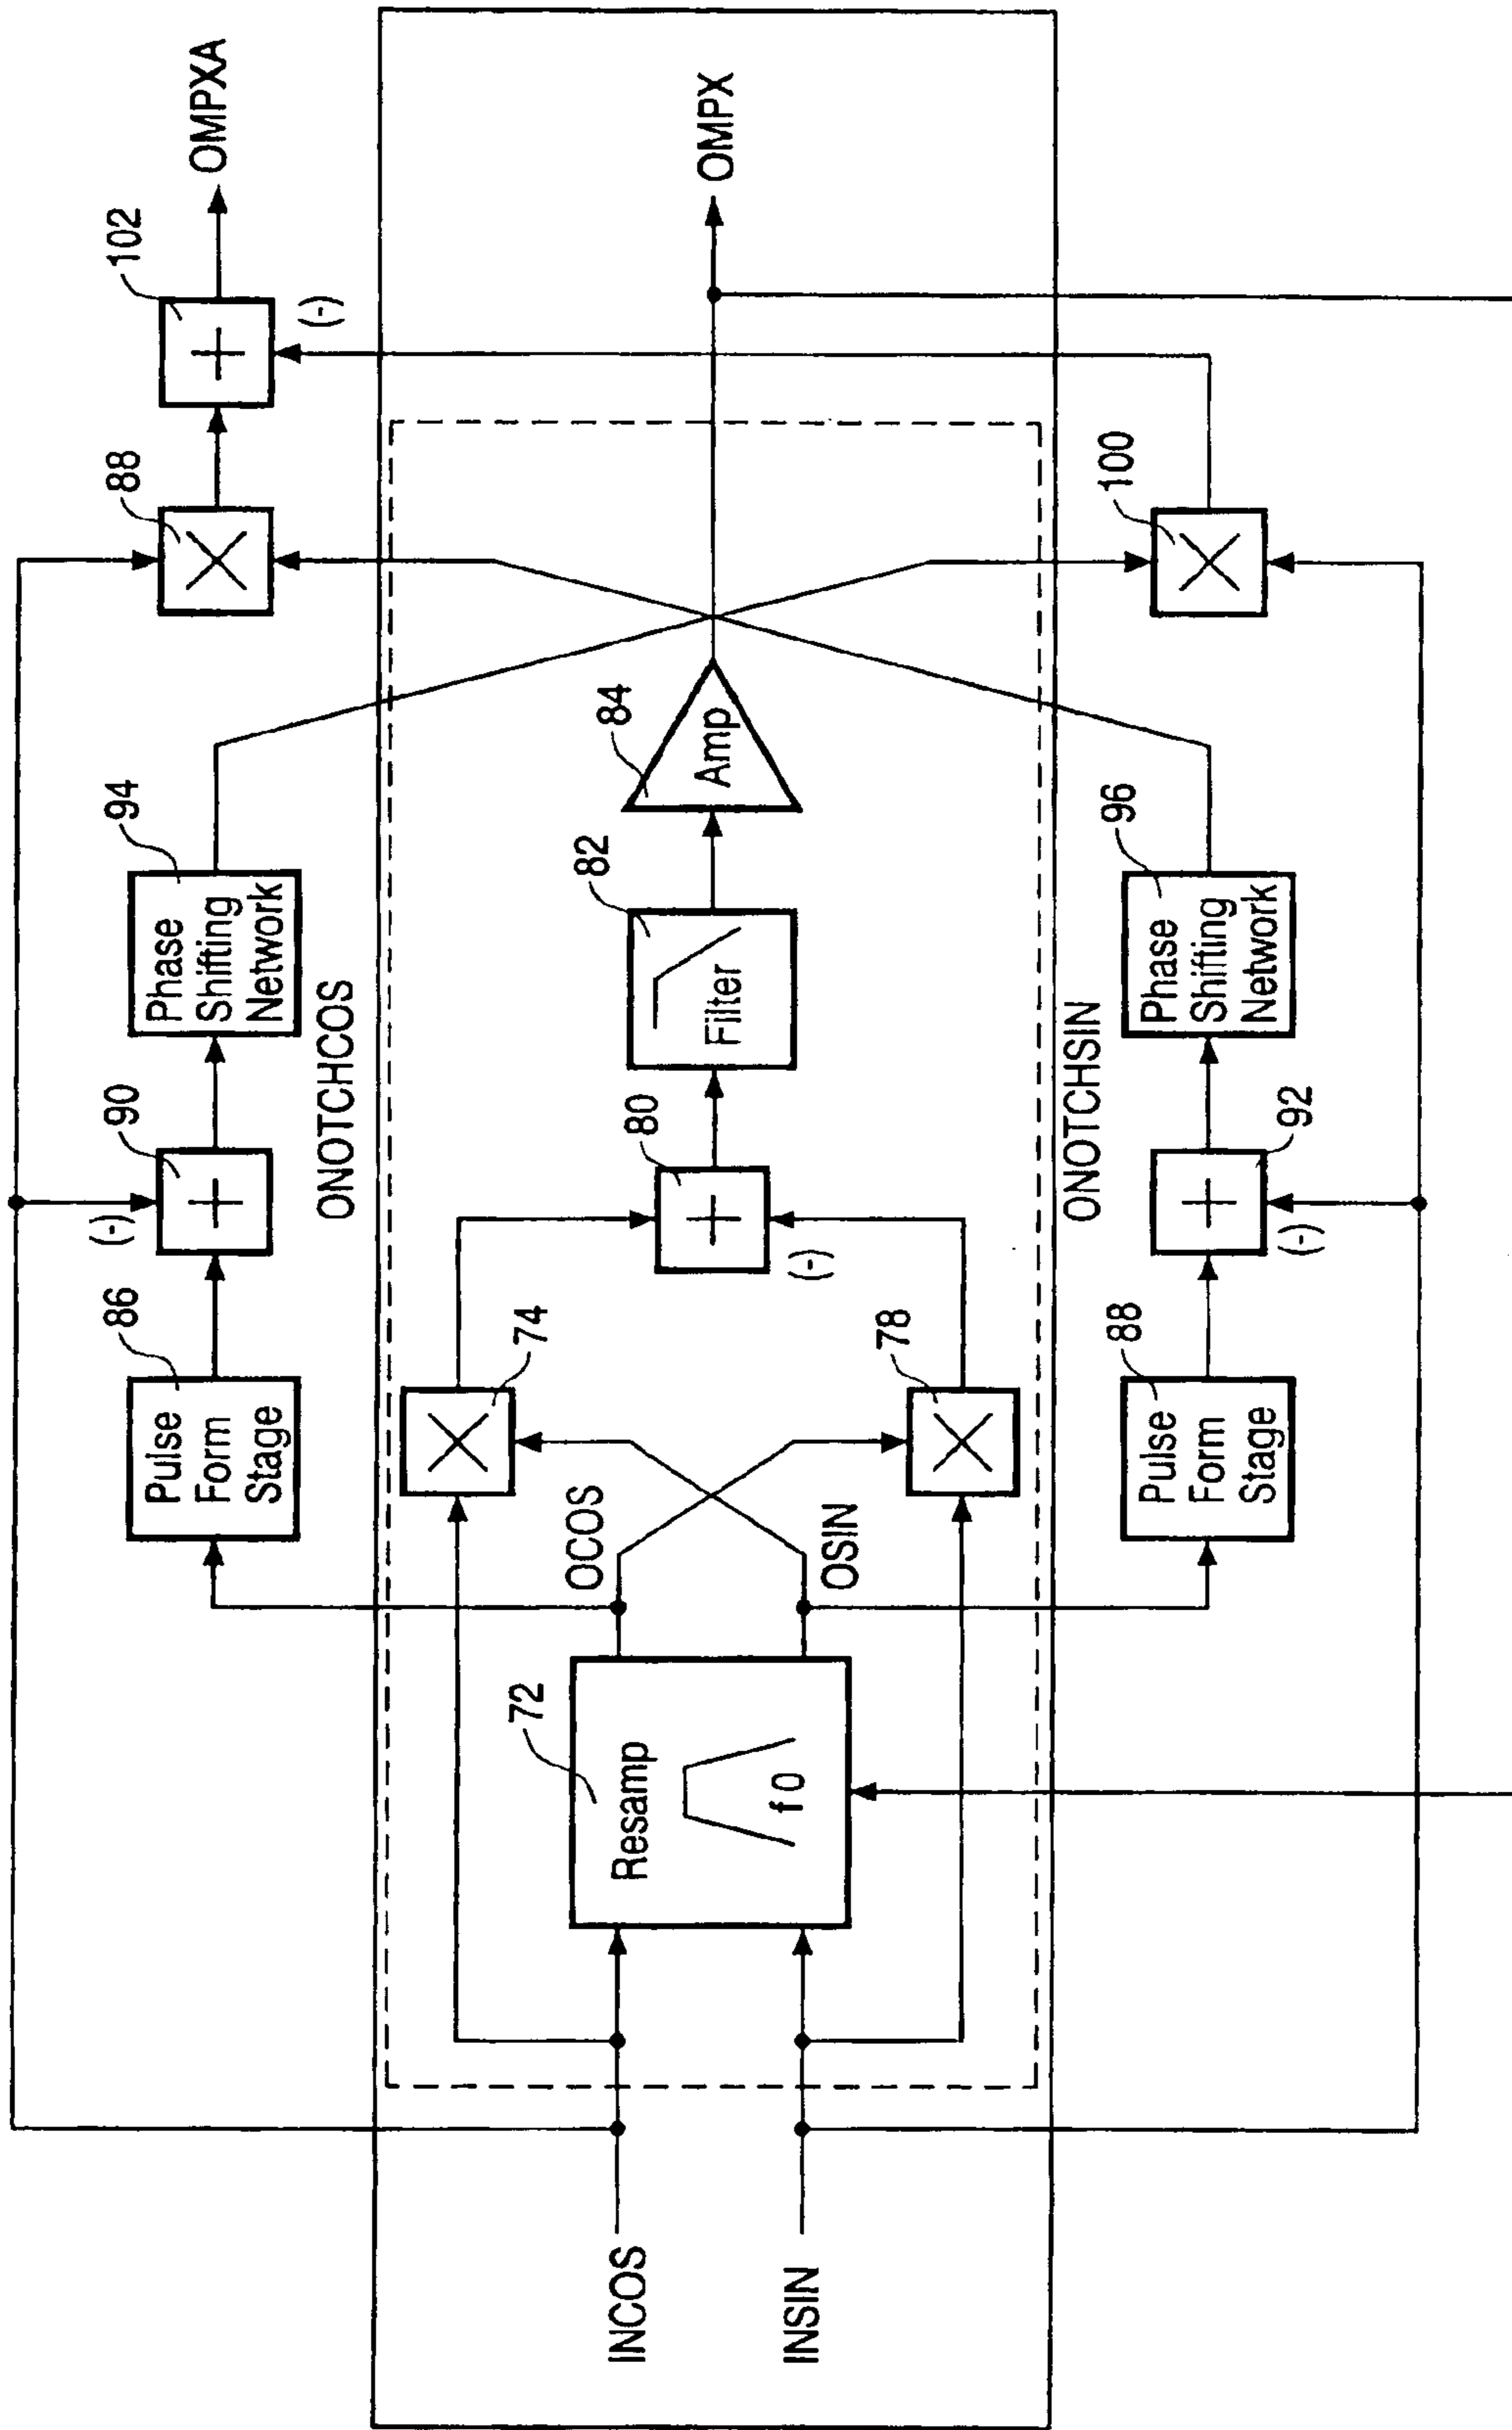 OMPXA
102
(-)
88
94
Phase
Shifting
Network
ONOTCHCOS
90
(-)
86
Pulse
Form
Stage
OMPX
84
Amp
82
Filter
80
(-)
74
78
OCOS
OSIN
72
Resamp
f0
INCOS
INSIN
100
96
Phase
Shifting
Network
ONOTCHSIN
92
(-)
88
Pulse
Form
Stage